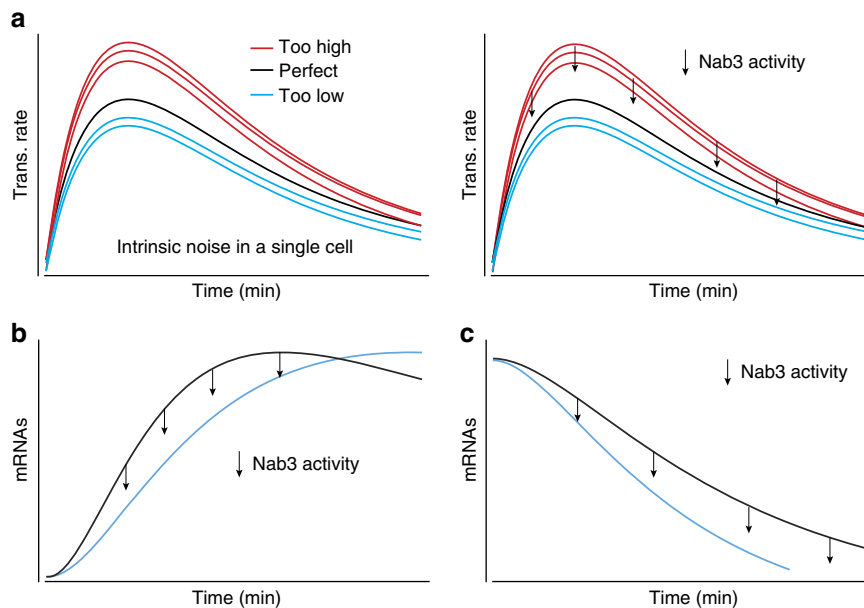 a
Trans. rate
Too high
Perfect
Too low
Intrinsic noise in a single cell
Time (min)
Trans. rate
Nab3 activity
Time (min)
b
mRNAs
Nab3 activity
Time (min)
c
mRNAs
Nab3 activity
Time (min)